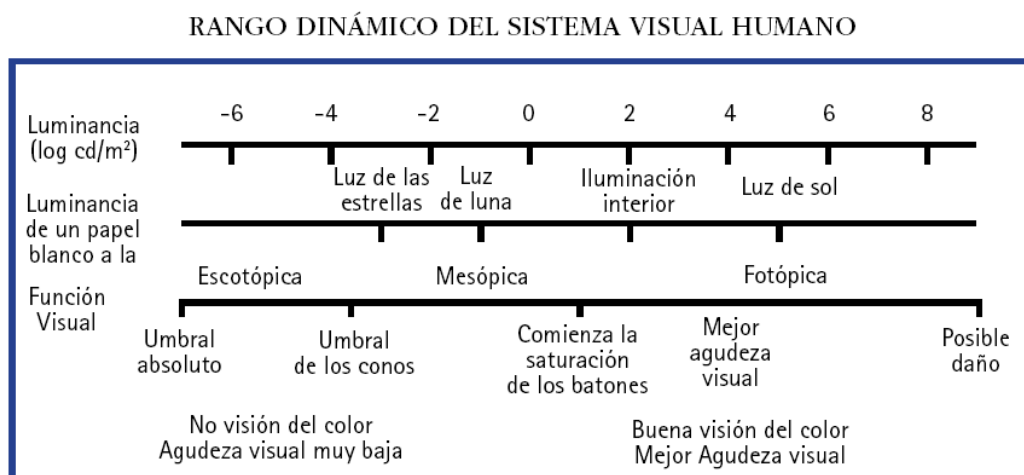 RANGO DINÁMICO DEL SISTEMA VISUAL HUMANO
Luminancia
(log cd/m²)
-6 -4 -2 0 2 4 6 8
Luminancia
de un papel
blanco a la
Luz de las
estrellas
Luz
de luna
Iluminación
interior
Luz de sol
Función
Visual
Escotópica Mesópica Fotópica
Umbral
absoluto
Umbral
de los conos
Comienza la
saturación
de los batones
Mejor
agudeza
visual
Posible
daño
No visión del color
Agudeza visual muy baja
Buena visión del color
Mejor Agudeza visual